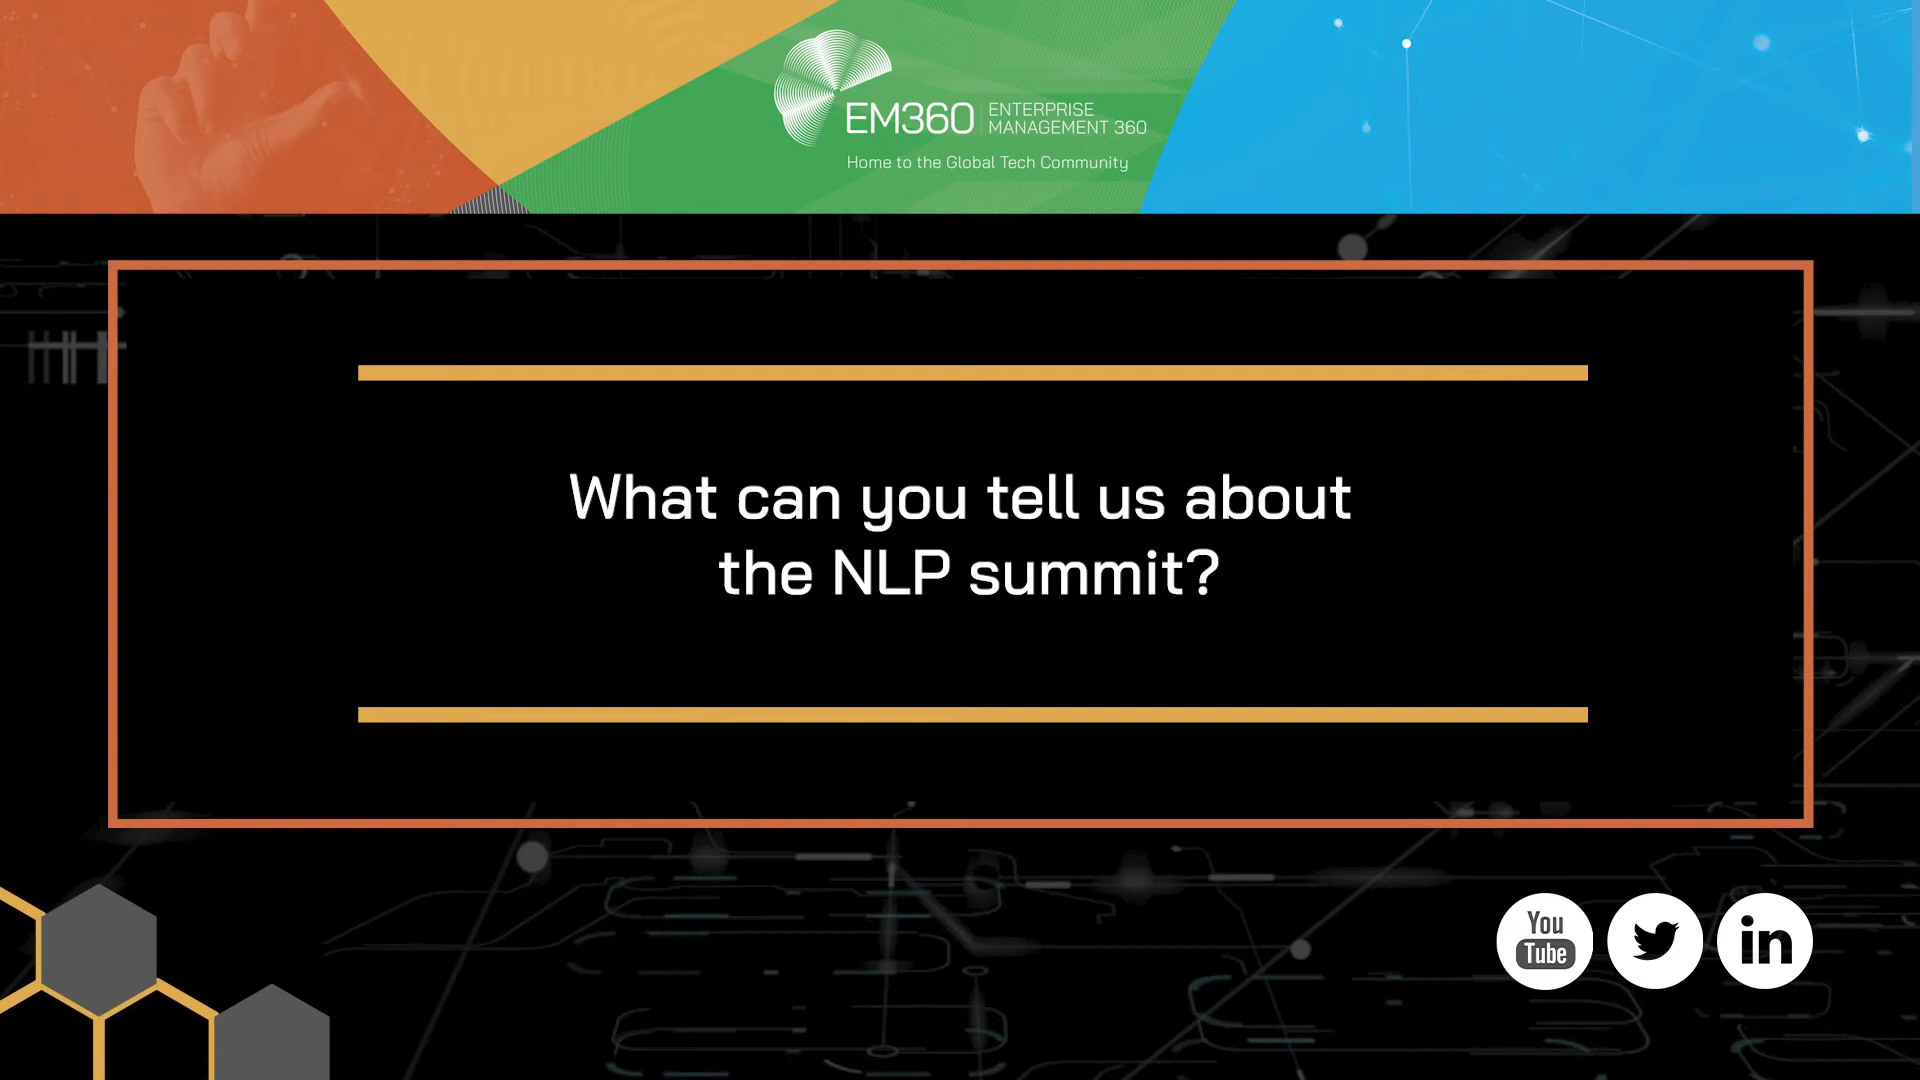 EM360 ENTERPRISE
MANAGEMENT 360
Home to the Global Tech Community
What can you tell us about
the NLP summit?
You
Tube
in